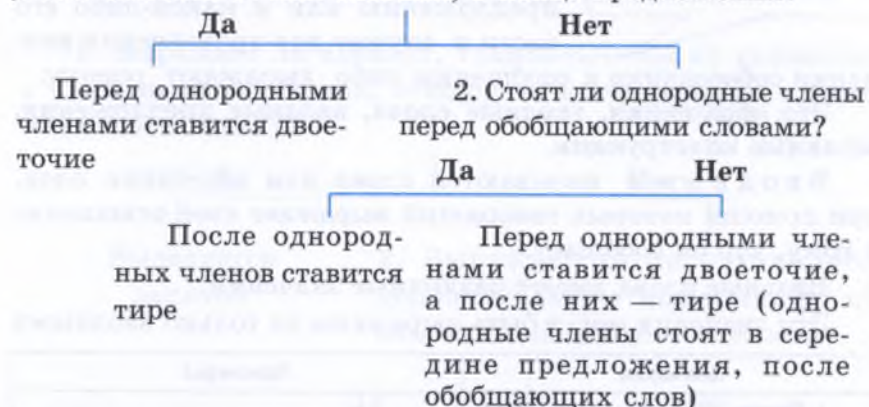 Да Нет
Перед однородными
членами ставится двое-
точие
2. Стоят ли однородные члены
перед обобщающими словами?
Да Нет
После однород-
ных членов ставится
тире
Перед однородными чле-
нами ставится двоеточие,
а после них — тире (одно-
родные члены стоят в сере-
дине предложения, после
обобщающих слов)